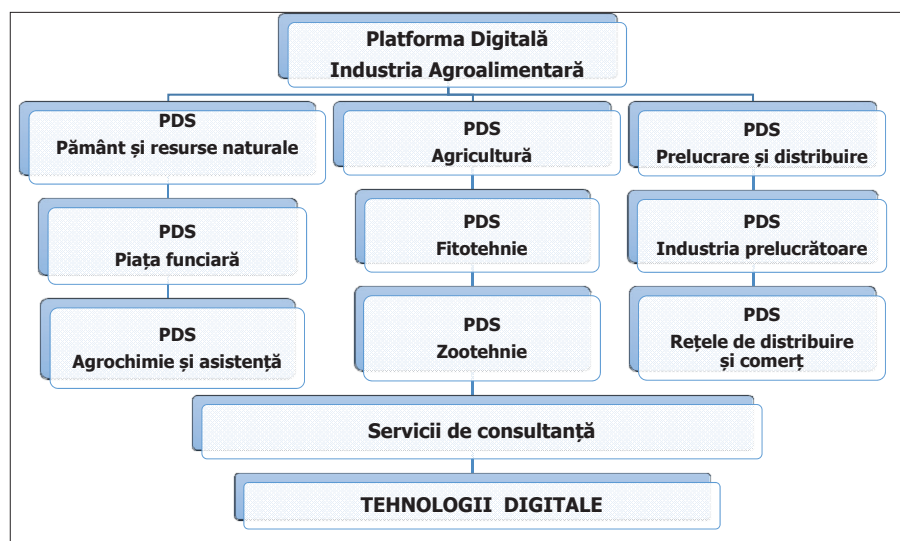 Platforma Digitală
Industria Agroalimentară
PDS
Pământ și resurse naturale
PDS
Agricultură
PDS
Prelucrare și distribuire
PDS
Piața funciară
PDS
Fitotehnie
PDS
Industria prelucrătoare
PDS
Agrochimie și asistență
PDS
Zootehnie
PDS
Rețele de distribuire
și comerț
Servicii de consultanță
TEHNOLOGII DIGITALE